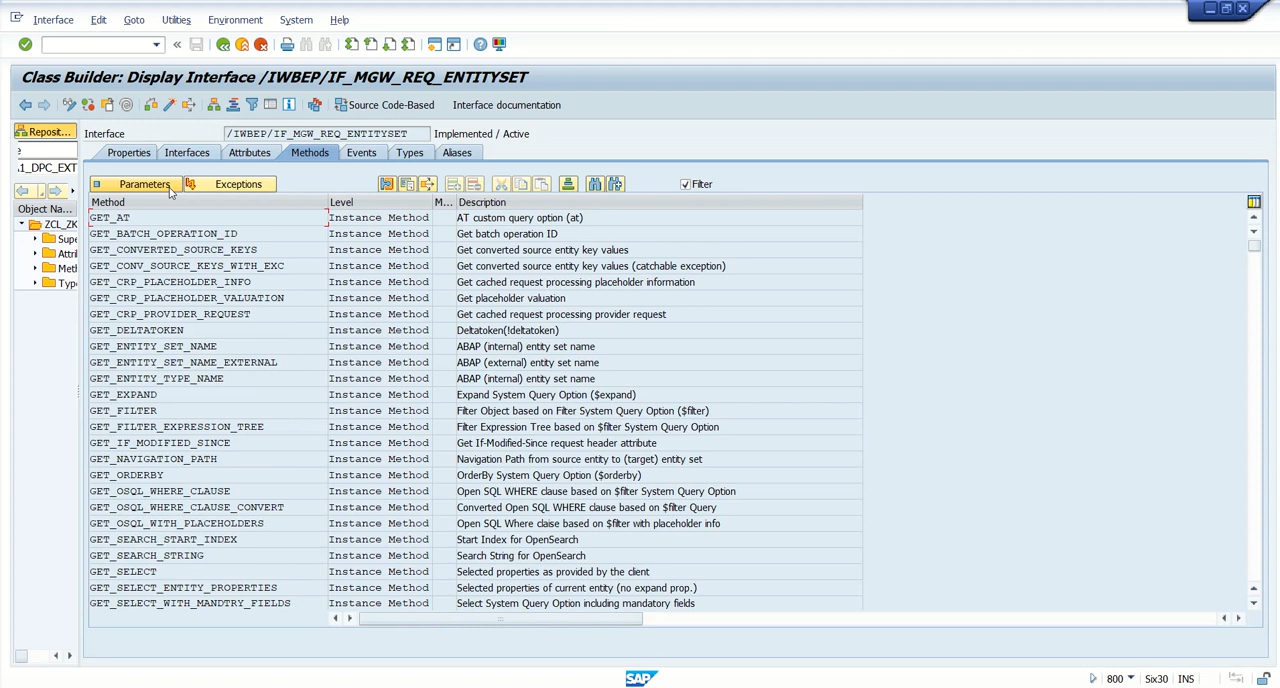 Interface Edit Goto Utilities Environment System Help
Class Builder: Display Interface /IWBEP/IF_MGW_REQ_ENTITYSET
Source Code-Based Interface documentation
Reposit...
Interface /IWBEP/IF_MGW_REQ_ENTITYSET Implemented / Active
e
.1_DPC_EXT
Properties Interfaces Attributes Methods Events Types Aliases
Parameters Exceptions Filter
Object Na...
ZCL_ZK
Supe
Attri
Meth
Type
Method Level M... Description
GET_AT Instance Method AT custom query option (at)
GET_BATCH_OPERATION_ID Instance Method Get batch operation ID
GET_CONVERTED_SOURCE_KEYS Instance Method Get converted source entity key values
GET_CONV_SOURCE_KEYS_WITH_EXC Instance Method Get converted source entity key values (catchable exception)
GET_CRP_PLACEHOLDER_INFO Instance Method Get cached request processing placeholder information
GET_CRP_PLACEHOLDER_VALUATION Instance Method Get placeholder valuation
GET_CRP_PROVIDER_REQUEST Instance Method Get cached request processing provider request
GET_DELTATOKEN Instance Method Deltatoken(!deltatoken)
GET_ENTITY_SET_NAME Instance Method ABAP (internal) entity set name
GET_ENTITY_SET_NAME_EXTERNAL Instance Method ABAP (external) entity set name
GET_ENTITY_TYPE_NAME Instance Method ABAP (internal) entity set name
GET_EXPAND Instance Method Expand System Query Option ($expand)
GET_FILTER Instance Method Filter Object based on Filter System Query Option ($filter)
GET_FILTER_EXPRESSION_TREE Instance Method Filter Expression Tree based on $filter System Query Option
GET_IF_MODIFIED_SINCE Instance Method Get If-Modified-Since request header attribute
GET_NAVIGATION_PATH Instance Method Navigation Path from source entity to (target) entity set
GET_ORDERBY Instance Method OrderBy System Query Option ($orderby)
GET_OSQL_WHERE_CLAUSE Instance Method Open SQL WHERE clause based on $filter System Query Option
GET_OSQL_WHERE_CLAUSE_CONVERT Instance Method Converted Open SQL WHERE clause based on $filter Query
GET_OSQL_WITH_PLACEHOLDERS Instance Method Open SQL Where claise based on $filter with placeholder info
GET_SEARCH_START_INDEX Instance Method Start Index for OpenSearch
GET_SEARCH_STRING Instance Method Search String for OpenSearch
GET_SELECT Instance Method Selected properties as provided by the client
GET_SELECT_ENTITY_PROPERTIES Instance Method Selected properties of current entity (no expand prop.)
GET_SELECT_WITH_MANDTRY_FIELDS Instance Method Select System Query Option including mandatory fields
SAP 800 Six30 INS